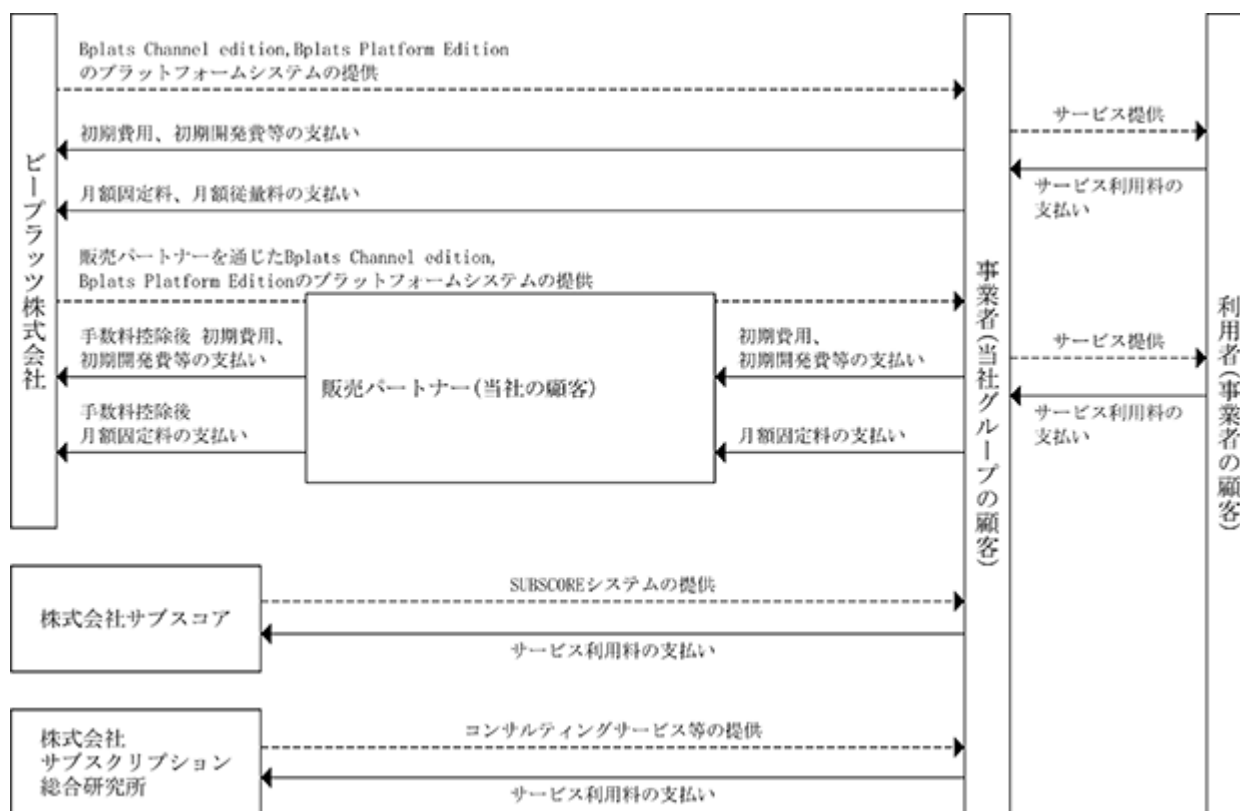 Bplats Channel edition,Bplats Platform Edition
のプラットフォームシステムの提供
初期費用、初期開発費等の支払い
月額固定料、月額従量料の支払い
販売パートナーを通じたBplats Channel edition,
Bplats Platform Editionのプラットフォームシステムの提供
手数料控除後 初期費用、
初期開発費等の支払い
手数料控除後
月額固定料の支払い
販売パートナー(当社の顧客)
初期費用、
初期開発費等の支払い
月額固定料の支払い
ビープラッツ株式会社
事業者(当社グループの顧客)
サービス提供
サービス利用料の
支払い
サービス提供
サービス利用料の
支払い
利用者(事業者の顧客)
株式会社サブスコア
SUBSCOREシステムの提供
サービス利用料の支払い
株式会社
サブスクリプション
総合研究所
コンサルティングサービス等の提供
サービス利用料の支払い